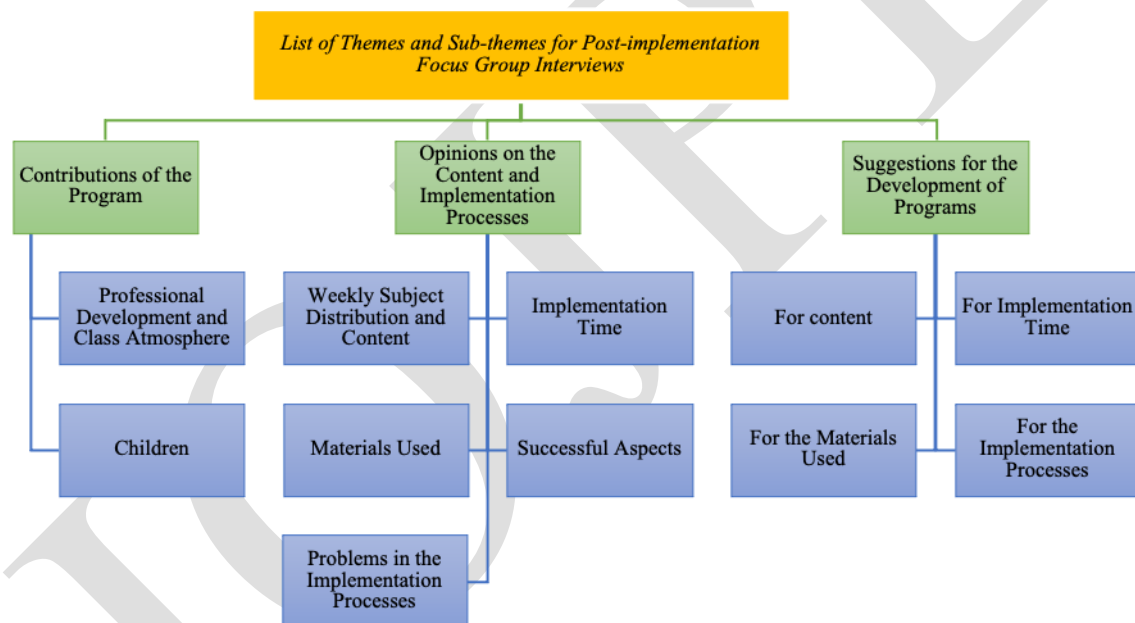 List of Themes and Sub-themes for Post-implementation
Focus Group Interviews
Contributions of the
Program
Opinions on the
Content and
Implementation
Processes
Suggestions for the
Development of
Programs
Professional
Development and
Class Atmosphere
Children
Weekly Subject
Distribution and
Content
Implementation
Time
Materials Used
Successful Aspects
Problems in the
Implementation
Processes
For content
For Implementation
Time
For the Materials
Used
For the
Implementation
Processes